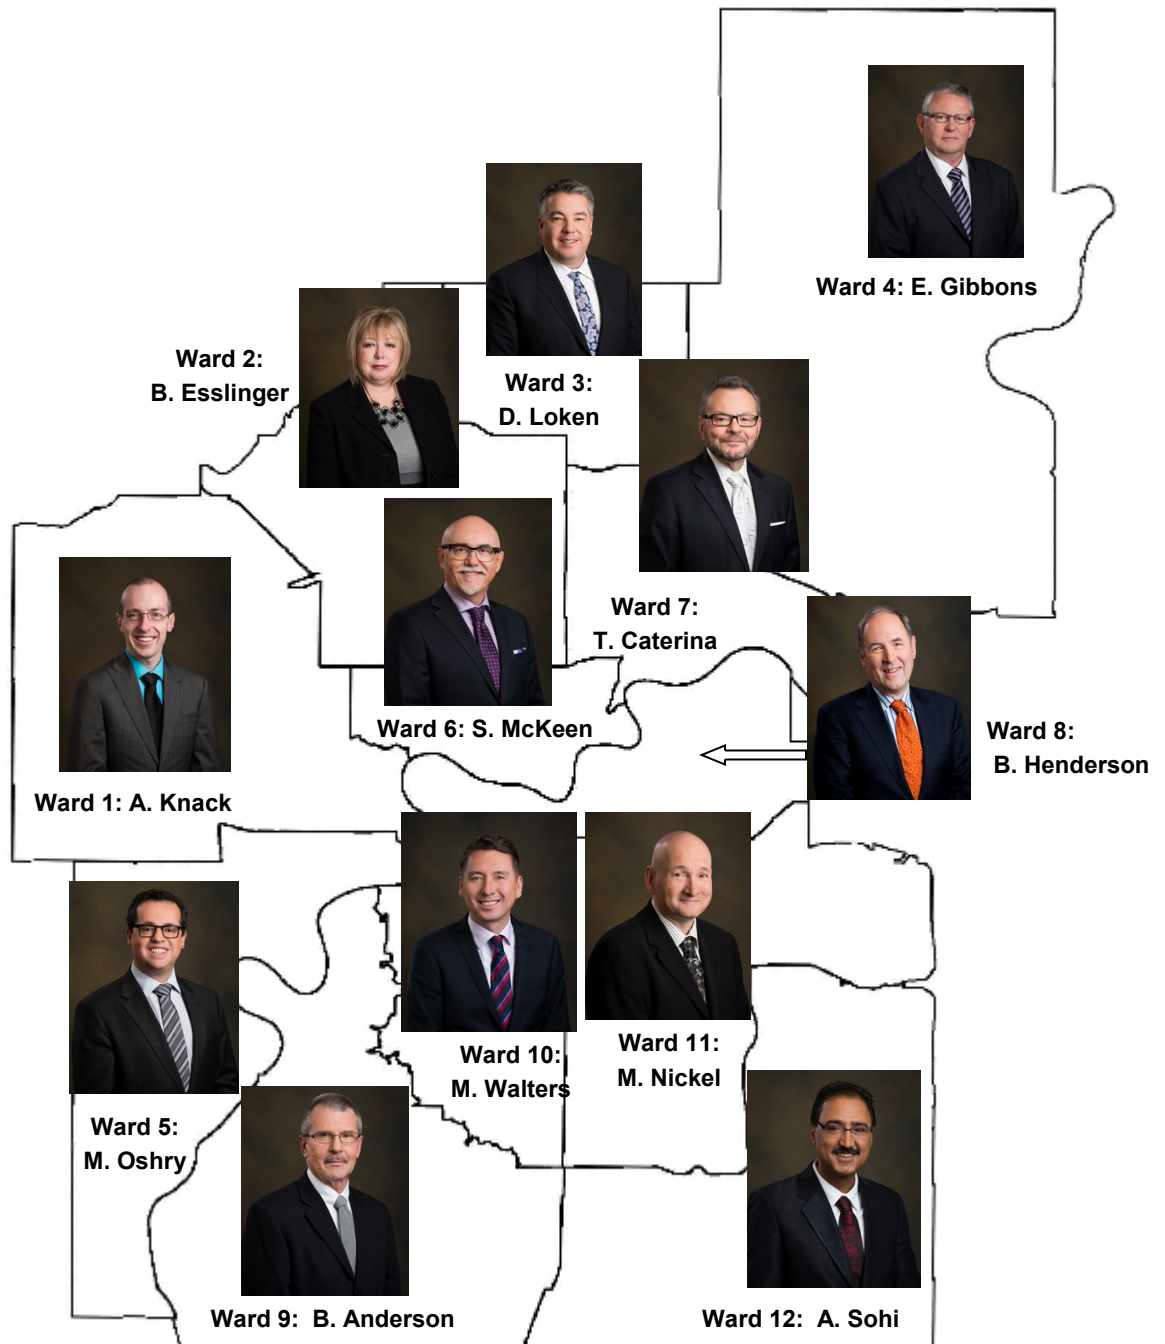 Ward 4: E. Gibbons
Ward 2:
B. Esslinger
Ward 3:
D. Loken
Ward 7:
T. Caterina
Ward 6: S. McKeen
Ward 8:
B. Henderson
Ward 1: A. Knack
Ward 10:
M. Walters
Ward 11:
M. Nickel
Ward 5:
M. Oshry
Ward 9:  B. Anderson
Ward 12:  A. Sohi